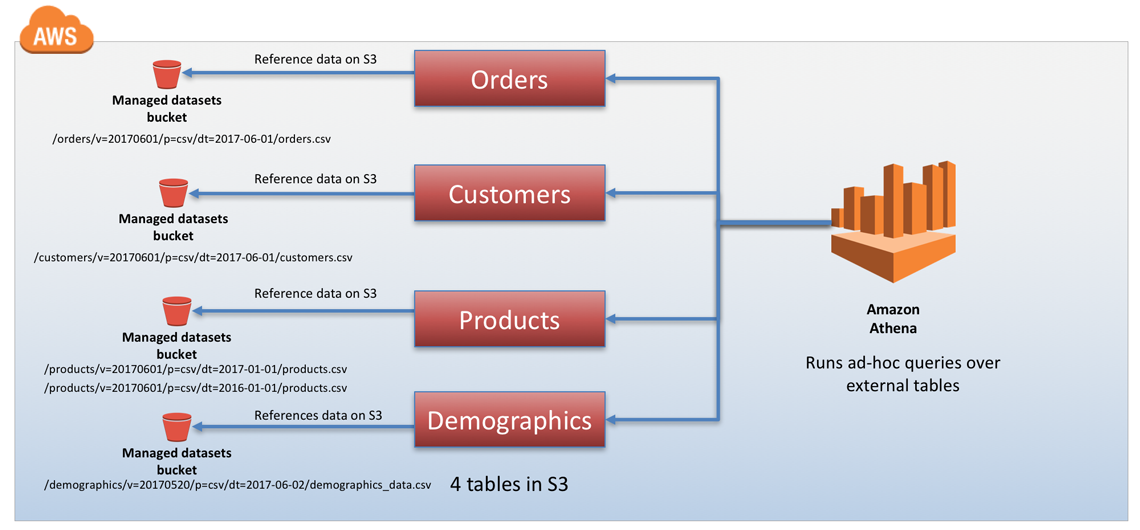 AWS
Reference data on S3
Orders
Managed datasets
bucket
/orders/v=20170601/p=csv/dt=2017-06-01/orders.csv
Reference data on S3
Customers
Managed datasets
bucket
/customers/v=20170601/p=csv/dt=2017-06-01/customers.csv
Reference data on S3
Products
Managed datasets
bucket
/products/v=20170601/p=csv/dt=2017-01-01/products.csv
/products/v=20170601/p=csv/dt=2016-01-01/products.csv
References data on S3
Demographics
Managed datasets
bucket
/demographics/v=20170520/p=csv/dt=2017-06-02/demographics_data.csv
4 tables in S3
Amazon
Athena
Runs ad-hoc queries over
external tables